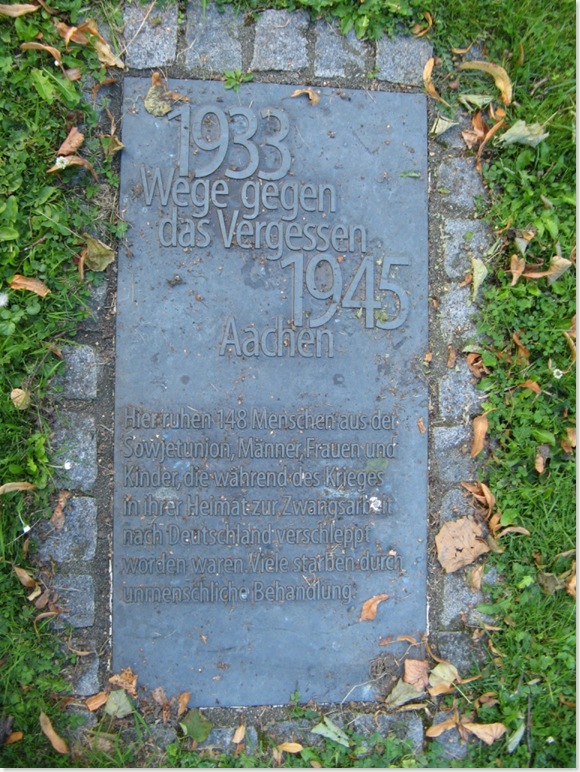 1933
Wege gegen
das Vergessen
1945
Aachen
Hier ruhen 148 Menschen aus der
Sowjetunion, Männer, Frauen und
Kinder, die während des Krieges
in ihrer Heimat zur Zwangsarbeit
nach Deutschland verschleppt
worden waren. Viele starben durch
unmenschliche Behandlung.